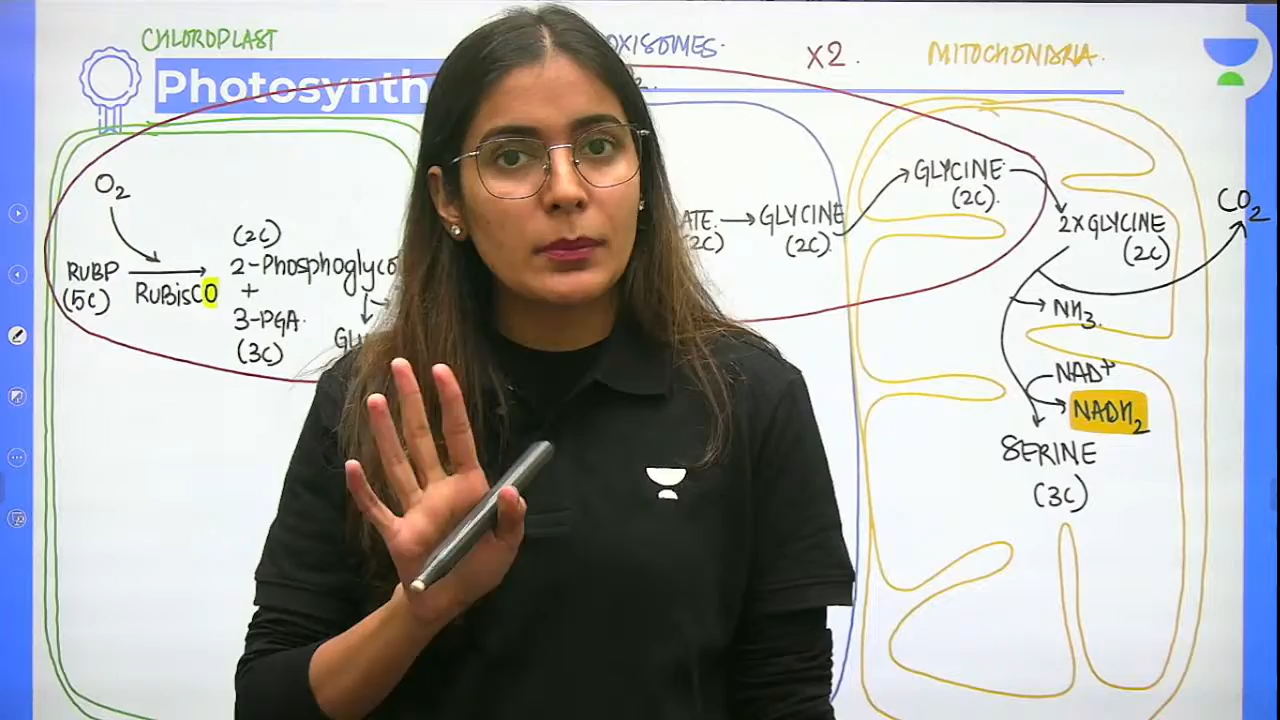 CHLOROPLAST
OXISOMES.
X2.
MITOCHONDRIA.
Photosynth
O2
RUBP
(5C)
RUBisCO
(2C)
2-Phosphoglyco
+
3-PGA.
(3C)
GLU
ATE.
(2C)
GLYCINE
(2C).
GLYCINE.
(2C).
2XGLYCINE
(2C)
CO2
NH3.
NAD+
NADH2
SERINE
(3C)